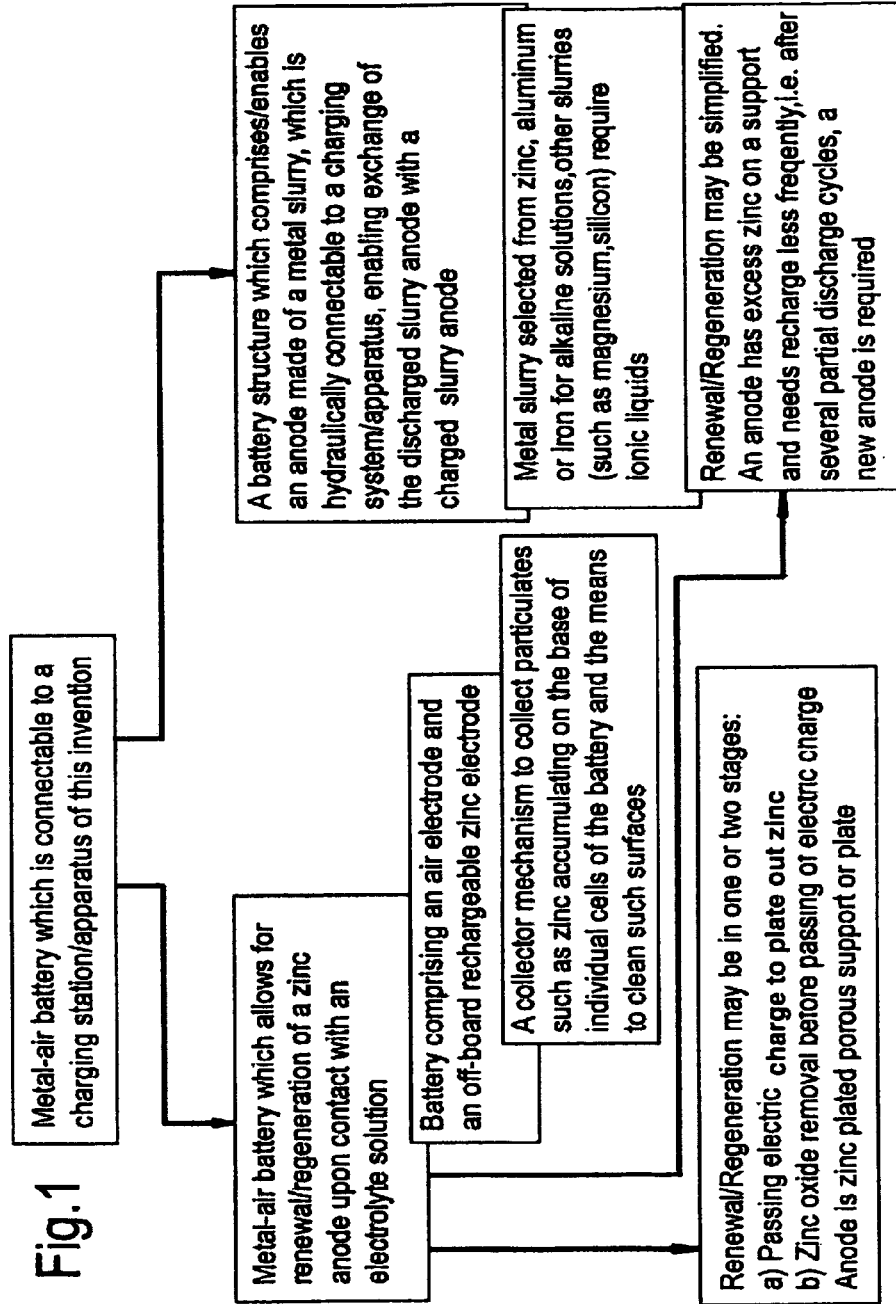 Fig.1
Metal-air battery which is connectable to a
charging station/apparatus of this invention
Metal-air battery which allows for
renewal/regeneration of a zinc
anode upon contact with an
electrolyte solution
Battery comprising an air electrode and
an off-board rechargeable zinc electrode
A collector mechanism to collect particulates
such as zinc accumulating on the base of
individual cells of the battery and the means
to clean such surfaces
Renewal/Regeneration may be in one or two stages:
a) Passing electric charge to plate out zinc
b) Zinc oxide removal before passing of electric charge
Anode is zinc plated porous support or plate
A battery structure which comprises/enables
an anode made of a metal slurry, which is
hydraulically connectable to a charging
system/apparatus, enabling exchange of
the discharged slurry anode with a
charged slurry anode
Metal slurry selected from zinc, aluminum
or Iron for alkaline solutions,other slurries
(such as magnesium,silicon) require
ionic liquids
Renewal/Regeneration may be simplified.
An anode has excess zinc on a support
and needs recharge less freqently,i.e. after
several partial discharge cycles, a
new anode is required